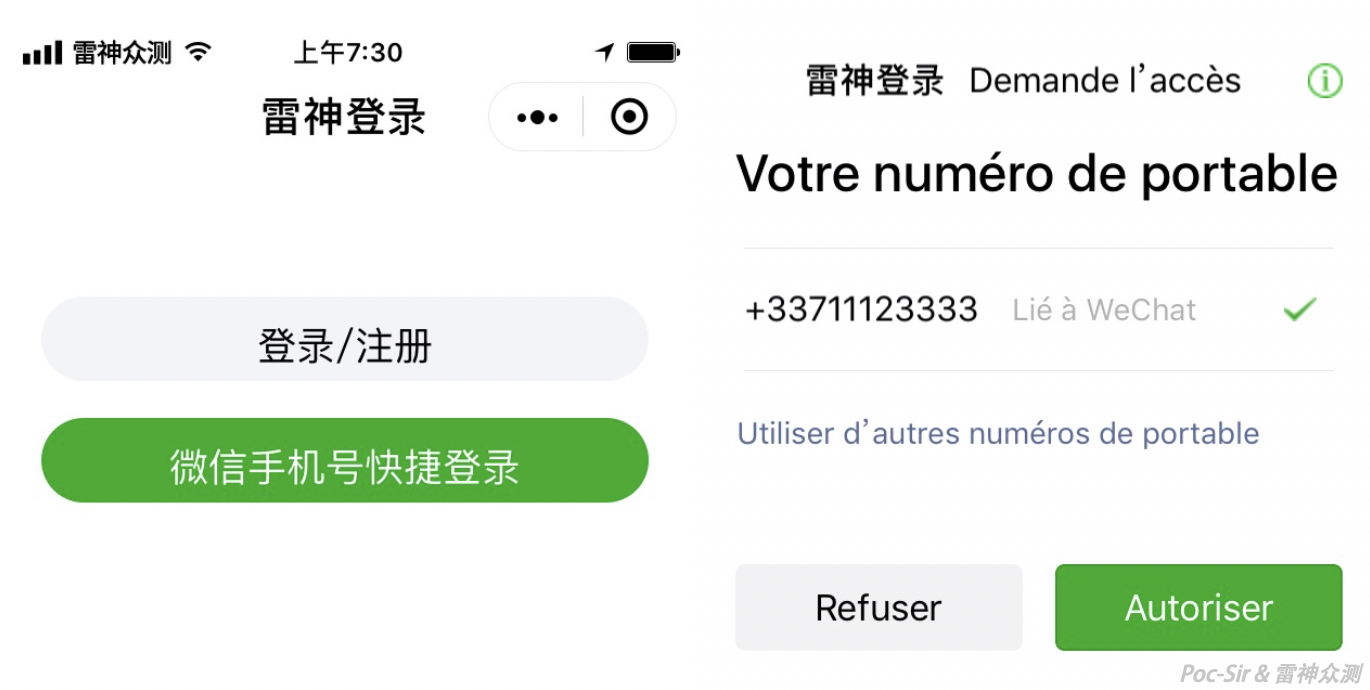 雷神众测
上午7:30
雷神登录
登录/注册
微信手机号快捷登录
雷神登录 Demande l’accès
Votre numéro de portable
+33711123333 Lié à WeChat
Utiliser d’autres numéros de portable
Refuser
Autoriser
Poc-Sir & 雷神众测